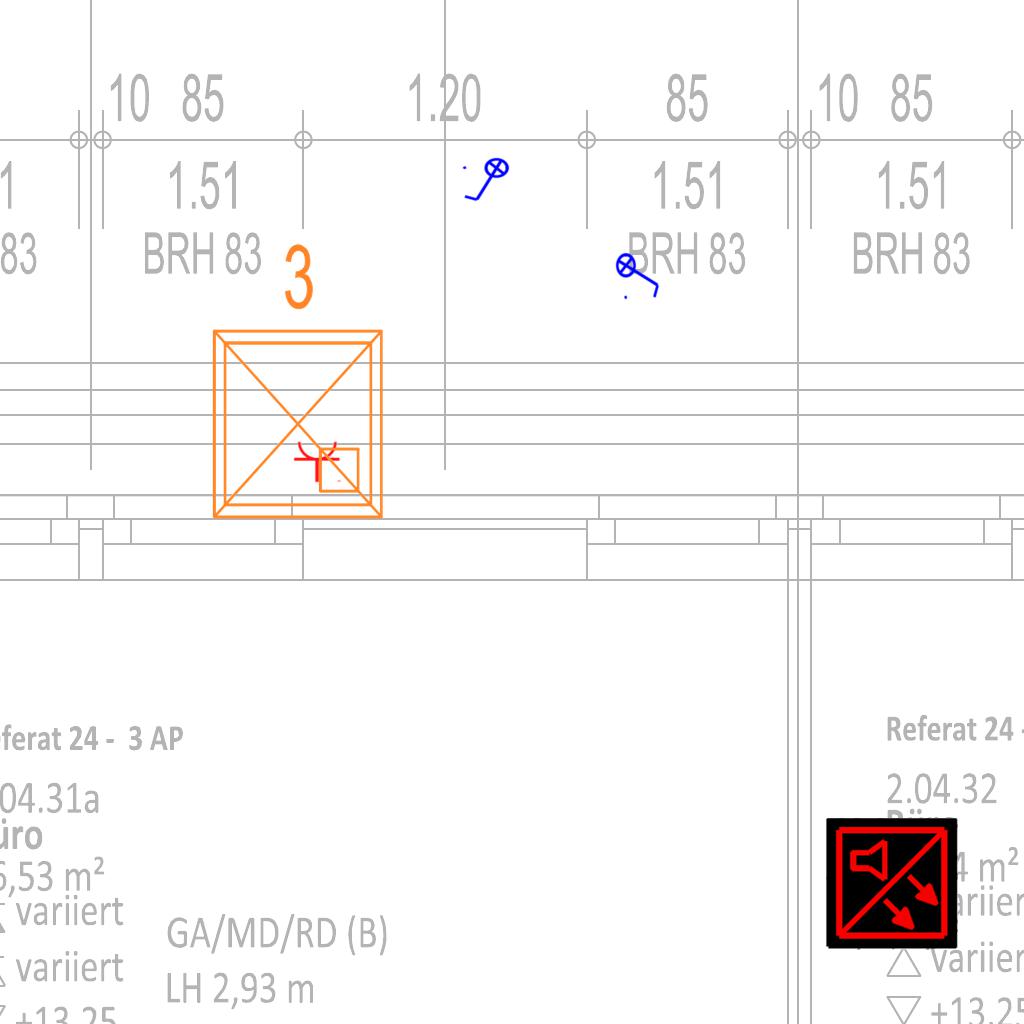 10 85 1.20 85 10 85
1 1.51 1.51 1.51
83 BRH 83 BRH 83 BRH 83
3
ferat 24 - 3 AP
04.31a
üro
6,53 m²
variiert
variiert
+13,25
GA/MD/RD (B)
LH 2,93 m
Referat 24 -
2.04.32
4 m²
ariier
variier
+13.25